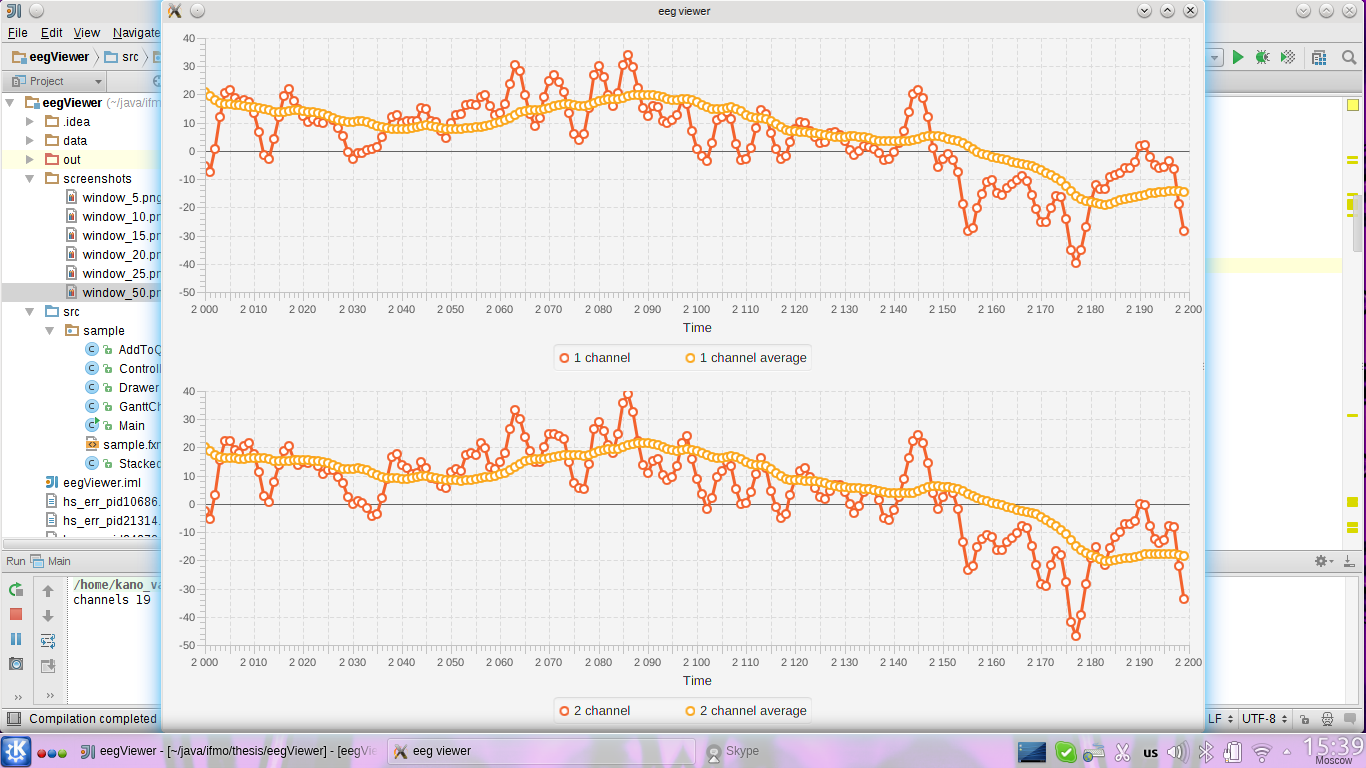 eeg viewer
File Edit View Navigate
eegViewer src
Project
eegViewer (~/java/ifm
.idea
data
out
screenshots
window_5.png
window_10.pn
window_15.pn
window_20.pn
window_25.pn
window_50.pn
src
sample
AddToQ
Control
Drawer
GanttCh
Main
sample.fxm
Stacked
eegViewer.iml
hs_err_pid10686.
hs_err_pid21314.
Run Main
/home/kano_va
channels 19
Compilation completed
40
30
20
10
0
-10
-20
-30
-40
-50
2 000 2 010 2 020 2 030 2 040 2 050 2 060 2 070 2 080 2 090 2 100 2 110 2 120 2 130 2 140 2 150 2 160 2 170 2 180 2 190 2 200
Time
1 channel 1 channel average
40
30
20
10
0
-10
-20
-30
-40
-50
2 000 2 010 2 020 2 030 2 040 2 050 2 060 2 070 2 080 2 090 2 100 2 110 2 120 2 130 2 140 2 150 2 160 2 170 2 180 2 190 2 200
Time
2 channel 2 channel average
LF UTF-8
eegViewer - [~/java/ifmo/thesis/eegViewer] - [eegVie
eeg viewer
Skype
us
15:39
Moscow